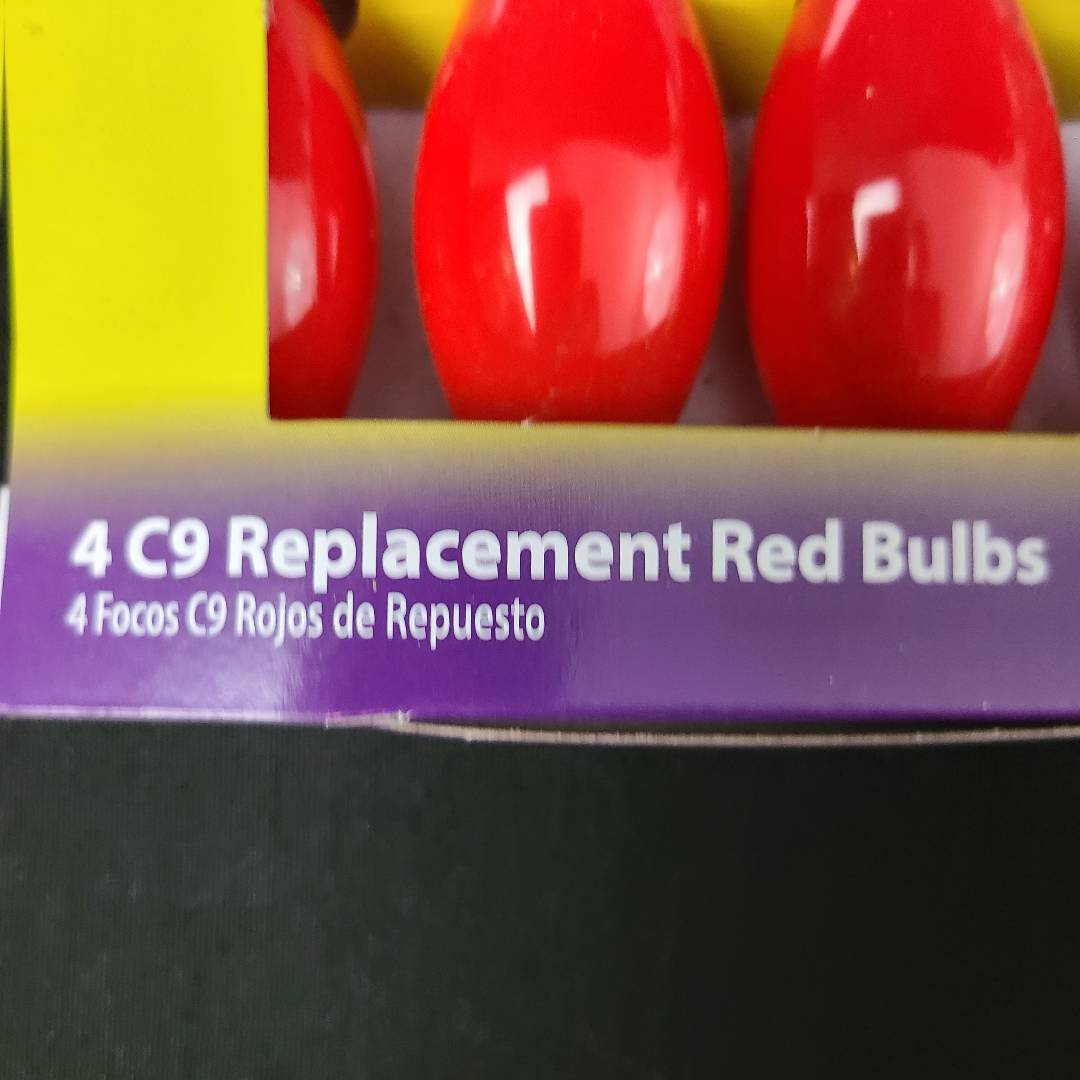 4 C9 Replacement Red Bulbs
4 Focos C9 Rojos de Repuesto